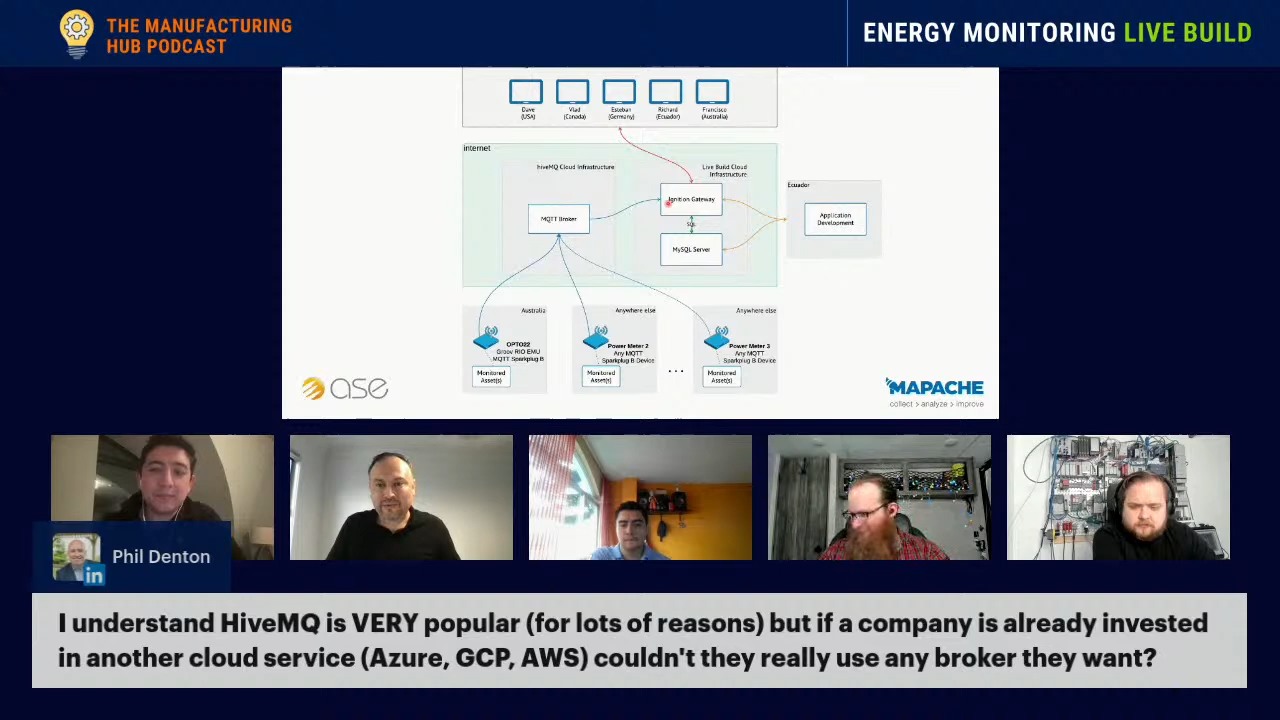 THE MANUFACTURING
HUB PODCAST
ENERGY MONITORING LIVE BUILD
Dave
(USA)
Vlad
(Canada)
Esteban
(Germany)
Richard
(Ecuador)
Francisco
(Australia)
internet
hiveMQ Cloud Infrastructure
Live Build Cloud
Infrastructure
MQTT Broker
Ignition Gateway
SQL
MySQL Server
Ecuador
Application
Development
Australia
OPTO22
Groov RIO EMU
MQTT Sparkplug B
Monitored
Asset(s)
Anywhere else
Power Meter 2
Any MQTT
Sparkplug B Device
Monitored
Asset(s)
...
Anywhere else
Power Meter 3
Any MQTT
Sparkplug B Device
Monitored
Asset(s)
ase
MAPACHE
collect > analyze > improve
Phil Denton
in
I understand HiveMQ is VERY popular (for lots of reasons) but if a company is already invested
in another cloud service (Azure, GCP, AWS) couldn't they really use any broker they want?